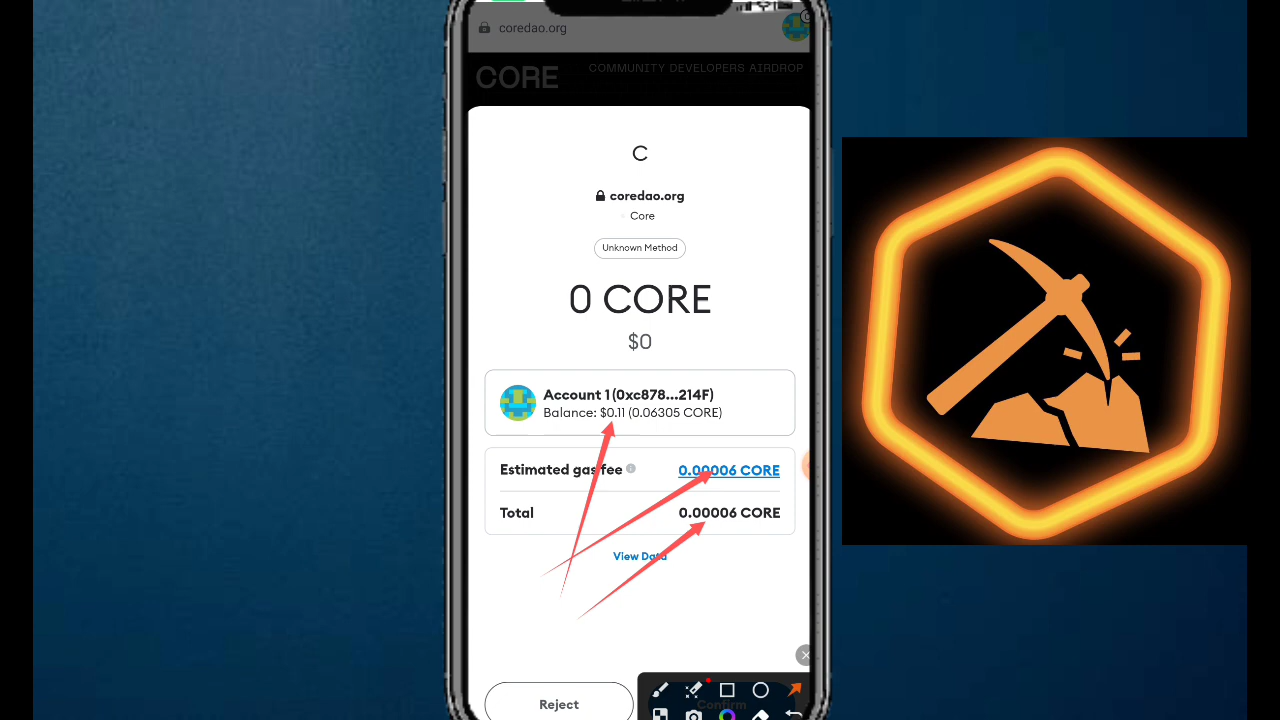 coredao.org
CORE
COMMUNITY DEVELOPERS AIRDROP
C
coredao.org
Core
Unknown Method
0 CORE
$0
Account 1 (0xc878...214F)
Balance: $0.11 (0.06305 CORE)
Estimated gas fee
0.00006 CORE
Total
0.00006 CORE
View Data
Reject
Confirm